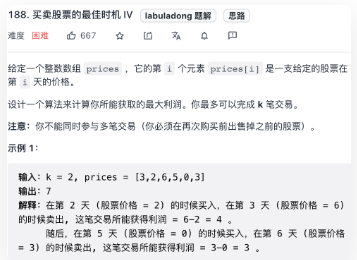 188. 买卖股票的最佳时机 IV labuladong 题解 思路
难度 困难 667
给定一个整数数组 prices ，它的第 i 个元素 prices[i] 是一支给定的股票在
第 i 天的价格。
设计一个算法来计算你所能获取的最大利润。你最多可以完成 k 笔交易。
注意：你不能同时参与多笔交易（你必须在再次购买前出售掉之前的股票）。
示例 1：
输入：k = 2, prices = [3,2,6,5,0,3]
输出：7
解释：在第 2 天 (股票价格 = 2) 的时候买入，在第 3 天 (股票价格 = 6)
的时候卖出, 这笔交易所能获得利润 = 6-2 = 4 。
随后，在第 5 天 (股票价格 = 0) 的时候买入，在第 6 天 (股票价格
= 3) 的时候卖出, 这笔交易所能获得利润 = 3-0 = 3 。